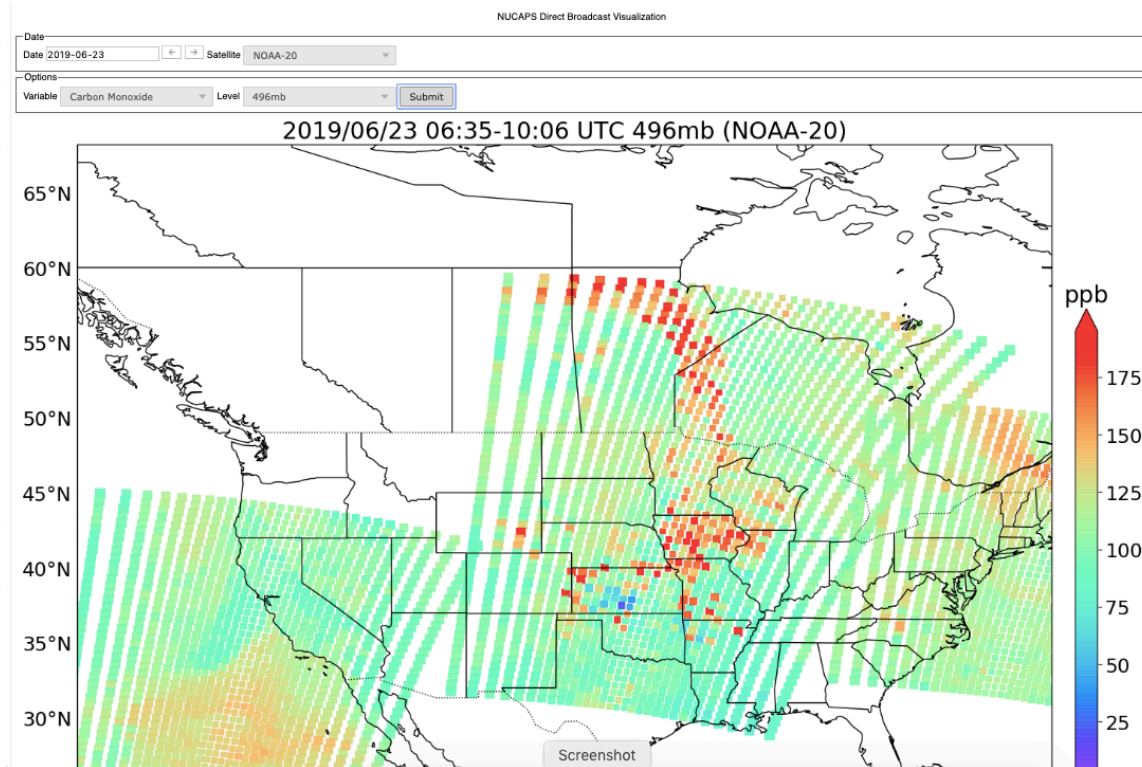 NUCAPS Direct Broadcast Visualization
Date
Date 2019-06-23 ← → Satellite NOAA-20
Options
Variable Carbon Monoxide Level 496mb Submit
2019/06/23 06:35-10:06 UTC 496mb (NOAA-20)
65°N
60°N
55°N
50°N
45°N
40°N
35°N
30°N
ppb
175
150
125
100
75
50
25
Screenshot